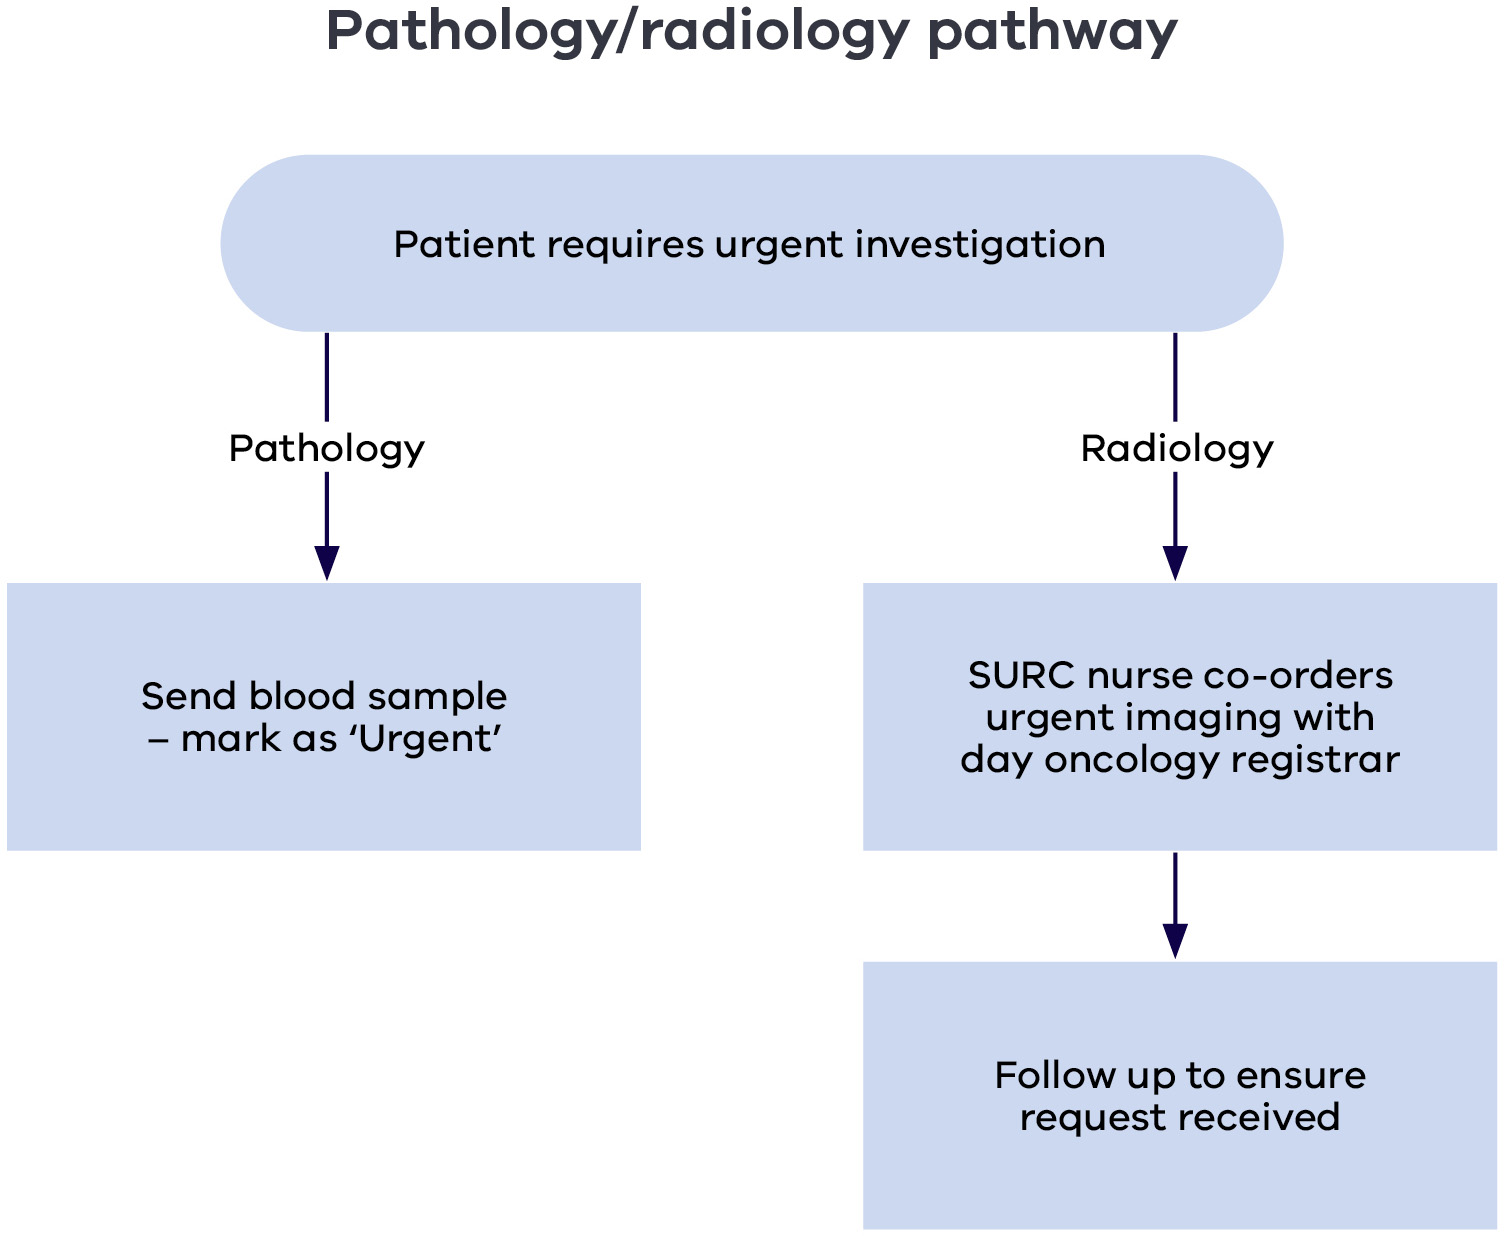 Pathology/radiology pathway
Patient requires urgent investigation
Pathology
Radiology
Send blood sample
– mark as ‘Urgent’
SURC nurse co-orders
urgent imaging with
day oncology registrar
Follow up to ensure
request received